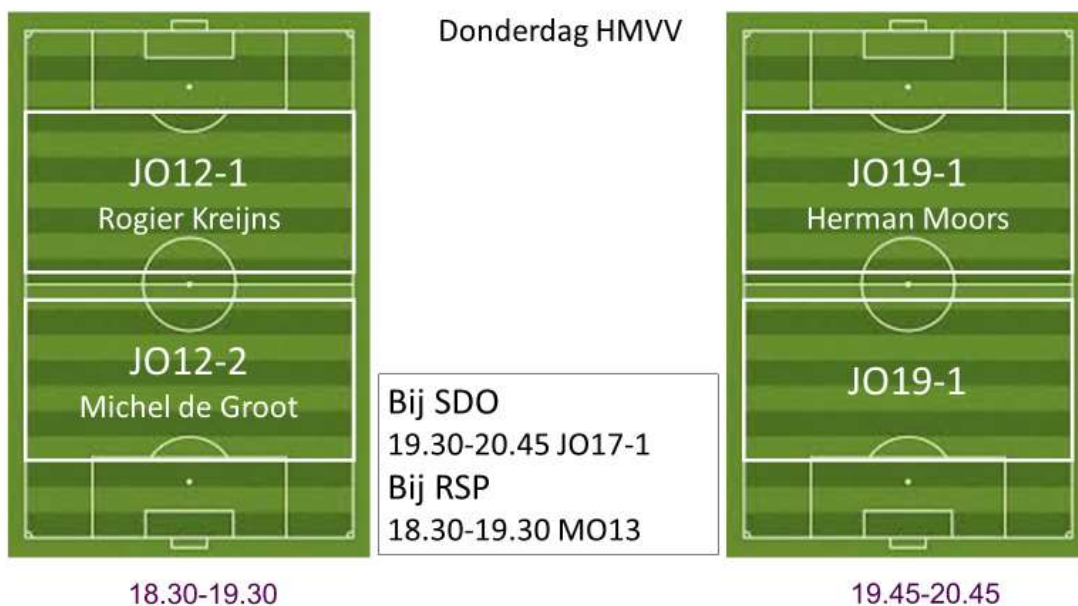 Donderdag HMVV
JO12-1
Rogier Kreijns
JO12-2
Michel de Groot
18.30-19.30
Bij SDO
19.30-20.45 JO17-1
Bij RSP
18.30-19.30 MO13
JO19-1
Herman Moors
JO19-1
19.45-20.45